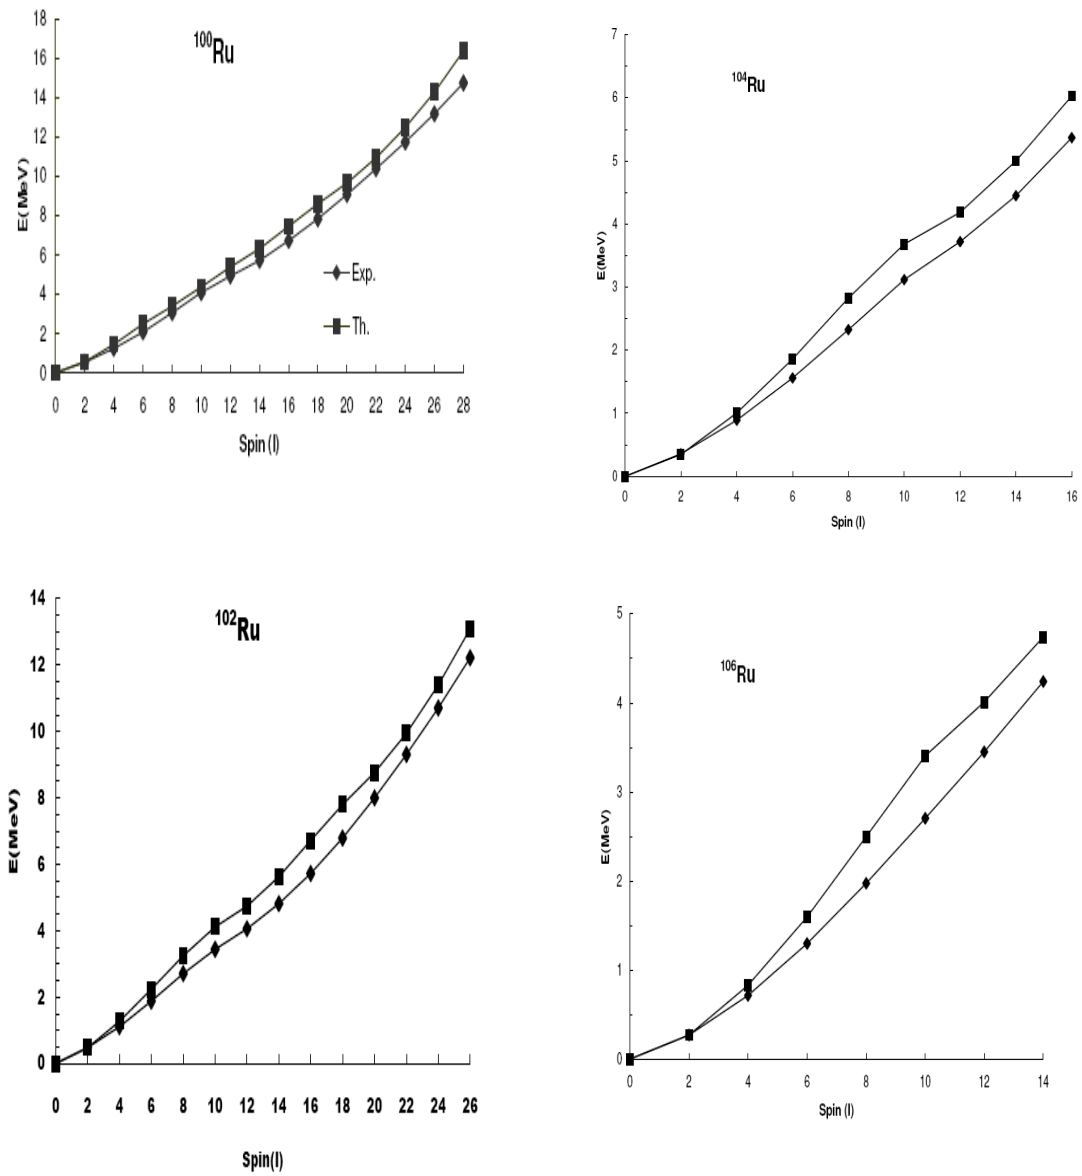 ¹⁰⁰Ru
E(MeV)
18
16
14
12
10
8
6
4
2
0
Exp.
Th.
0 2 4 6 8 10 12 14 16 18 20 22 24 26 28
Spin (I)
¹⁰⁴Ru
E(MeV)
7
6
5
4
3
2
1
0
0 2 4 6 8 10 12 14 16
Spin (I)
¹⁰²Ru
E(MeV)
14
12
10
8
6
4
2
0
0 2 4 6 8 10 12 14 16 18 20 22 24 26
Spin(I)
¹⁰⁶Ru
E(MeV)
5
4
3
2
1
0
0 2 4 6 8 10 12 14
Spin (I)